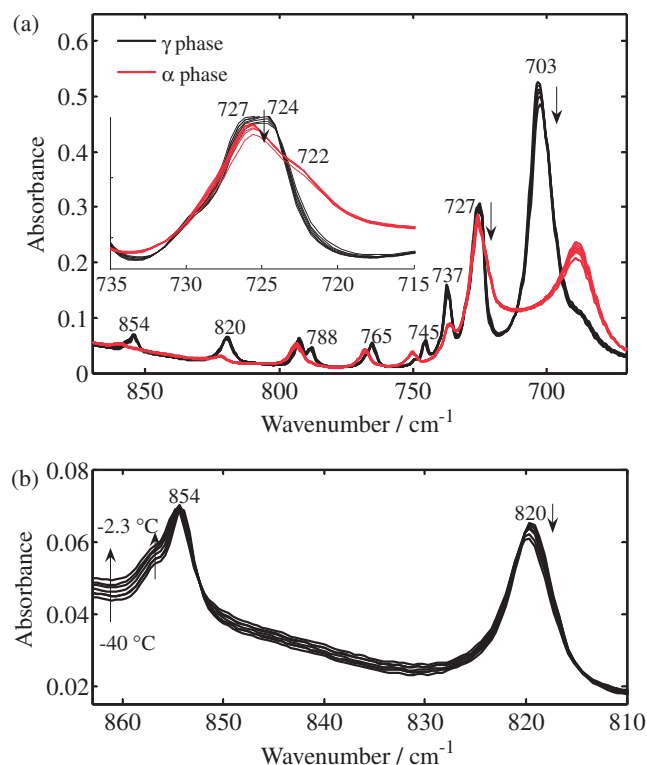 (a)
0.6
0.5
0.4
0.3
0.2
0.1
0
Absorbance
γ phase
α phase
703
727 724
722
735 730 725 720 715
727
737
854 820 788 765 745
850 800 750 700
Wavenumber / cm-1
(b)
0.08
0.06
0.04
0.02
Absorbance
854
820
-2.3 °C
-40 °C
860 850 840 830 820 810
Wavenumber / cm-1